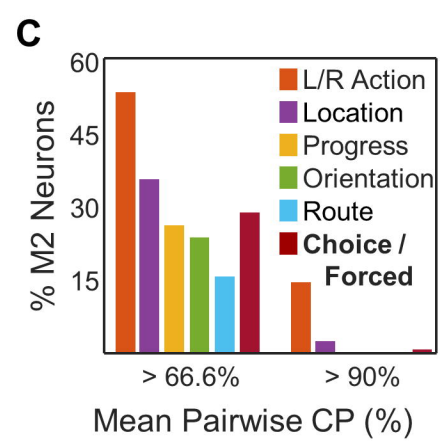 C
60
45
30
15
% M2 Neurons
L/R Action
Location
Progress
Orientation
Route
Choice /
Forced
> 66.6%
> 90%
Mean Pairwise CP (%)